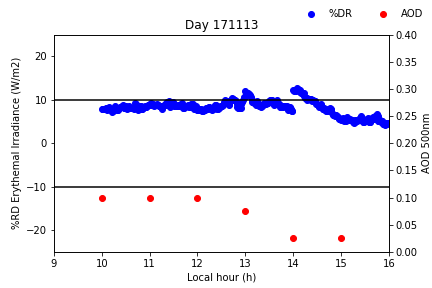 %DR AOD
Day 171113
%RD Erythemal Irradiance (W/m2)
20
10
0
−10
−20
0.40
0.35
0.30
0.25
0.20
0.15
0.10
0.05
0.00
AOD 500nm
9 10 11 12 13 14 15 16
Local hour (h)